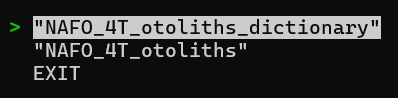 > "NAFO_4T_otoliths_dictionary"
"NAFO_4T_otoliths"
EXIT